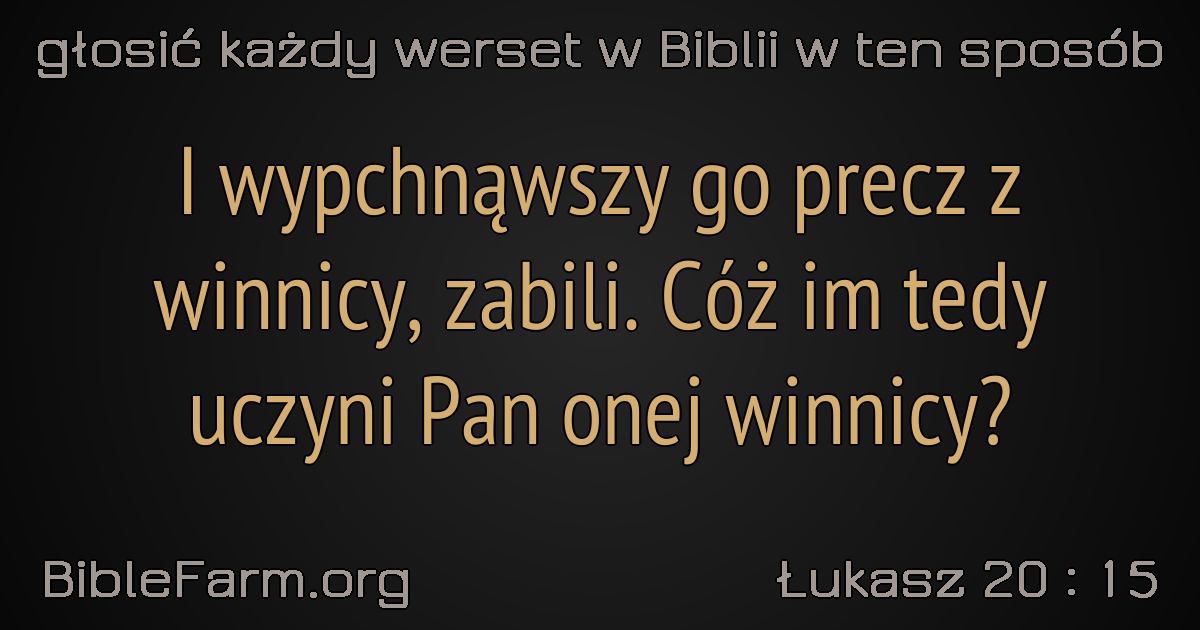 głosić każdy werset w Biblii w ten sposób
I wypchnąwszy go precz z
winnicy, zabili. Cóż im tedy
uczyni Pan onej winnicy?
BibleFarm.org
Łukasz 20 : 15